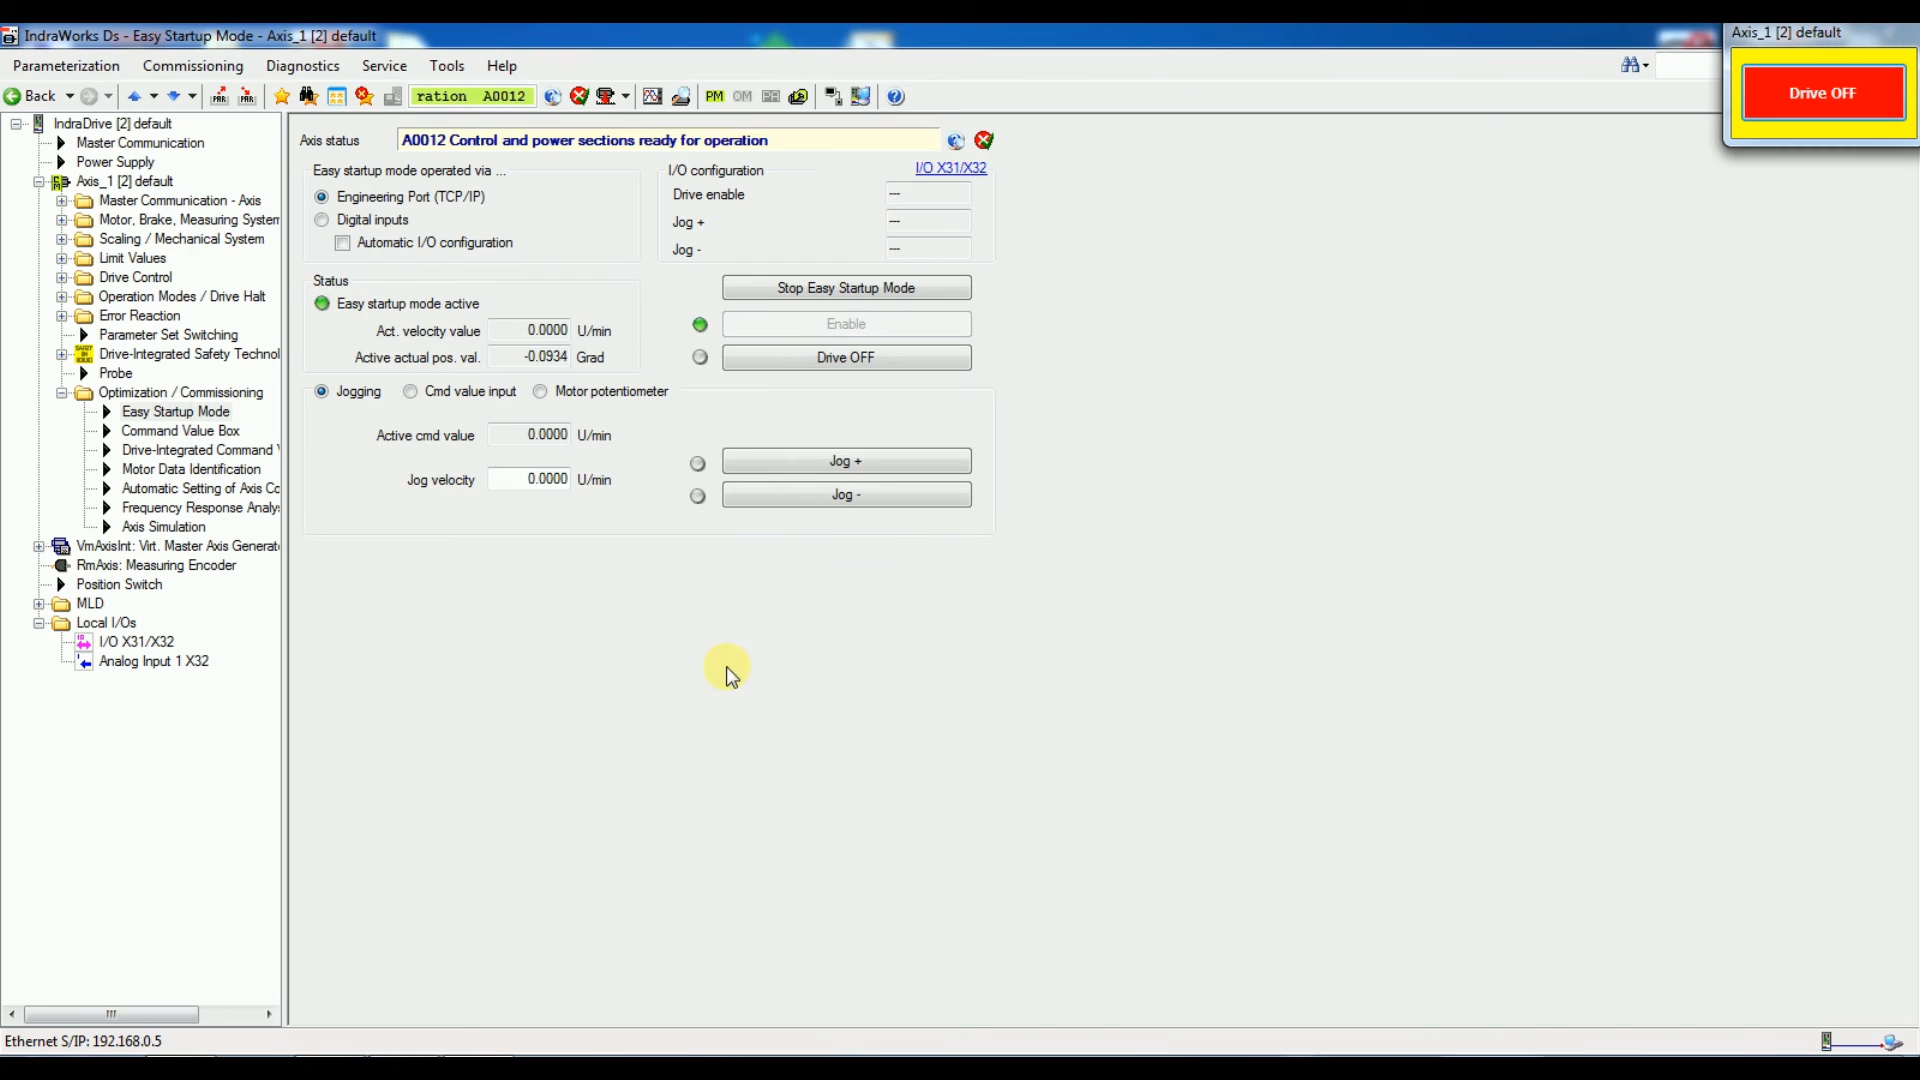 IndraWorks Ds - Easy Startup Mode - Axis_1 [2] default
Axis_1 [2] default
Parameterization Commissioning Diagnostics Service Tools Help
Back PAR PAR ration A0012 PM OM
Drive OFF
IndraDrive [2] default
Master Communication
Power Supply
Axis_1 [2] default
Master Communication - Axis
Motor, Brake, Measuring System
Scaling / Mechanical System
Limit Values
Drive Control
Operation Modes / Drive Halt
Error Reaction
Parameter Set Switching
Drive-Integrated Safety Technol
Probe
Optimization / Commissioning
Easy Startup Mode
Command Value Box
Drive-Integrated Command V
Motor Data Identification
Automatic Setting of Axis Co
Frequency Response Analys
Axis Simulation
VmAxisInt: Virt. Master Axis Generat
RmAxis: Measuring Encoder
Position Switch
MLD
Local I/Os
I/O X31/X32
Analog Input 1 X32
Axis status A0012 Control and power sections ready for operation
Easy startup mode operated via ...
Engineering Port (TCP/IP)
Digital inputs
Automatic I/O configuration
I/O configuration I/O X31/X32
Drive enable ---
Jog + ---
Jog - ---
Status
Easy startup mode active
Act. velocity value 0.0000 U/min
Active actual pos. val. -0.0934 Grad
Stop Easy Startup Mode
Enable
Drive OFF
Jogging Cmd value input Motor potentiometer
Active cmd value 0.0000 U/min
Jog velocity 0.0000 U/min
Jog +
Jog -
Ethernet S/IP: 192.168.0.5